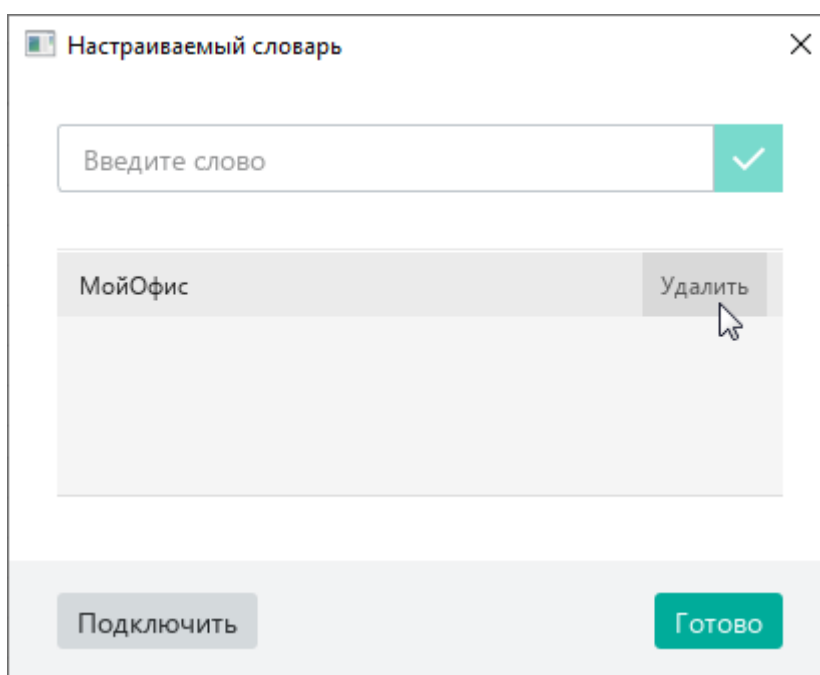 Настраиваемый словарь
Введите слово
МойОфис Удалить
Подключить Готово